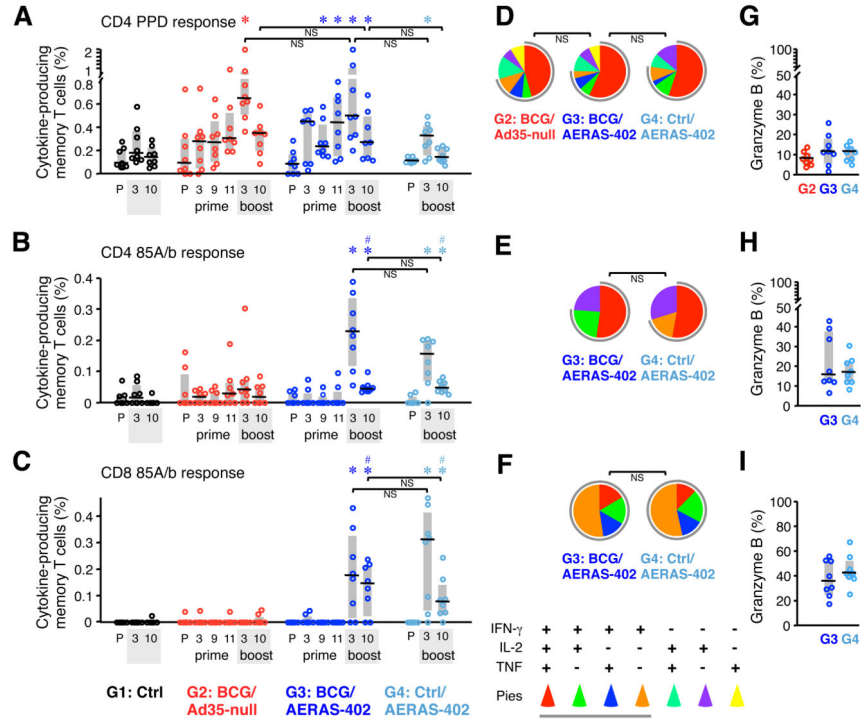 A
CD4 PPD response
* * * * * *
NS
NS
NS
Cytokine-producing
memory T cells (%)
2
1
0.8
0.6
0.4
0.2
0
P 3 10 P 3 9 11 3 10 P 3 9 11 3 10 P 3 10
prime boost prime boost boost
B
CD4 85A/b response
# #
* * * *
NS
NS
Cytokine-producing
memory T cells (%)
0.4
0.3
0.2
0.1
0
P 3 10 P 3 9 11 3 10 P 3 9 11 3 10 P 3 10
prime boost prime boost boost
C
CD8 85A/b response
# #
* * * *
NS
NS
Cytokine-producing
memory T cells (%)
0.4
0.3
0.2
0.1
0
P 3 10 P 3 9 11 3 10 P 3 9 11 3 10 P 3 10
prime boost prime boost boost
G1: Ctrl
G2: BCG/
Ad35-null
G3: BCG/
AERAS-402
G4: Ctrl/
AERAS-402
D
NS NS
G2: BCG/
Ad35-null
G3: BCG/
AERAS-402
G4: Ctrl/
AERAS-402
E
NS
G3: BCG/
AERAS-402
G4: Ctrl/
AERAS-402
F
NS
G3: BCG/
AERAS-402
G4: Ctrl/
AERAS-402
IFN-γ + + + + - - -
IL-2 + + - - + + -
TNF + - + - + - +
Pies
G
Granzyme B (%)
100
50
50
40
30
20
10
0
G2 G3 G4
H
Granzyme B (%)
100
50
50
40
30
20
10
0
G3 G4
I
Granzyme B (%)
100
80
60
40
20
0
G3 G4